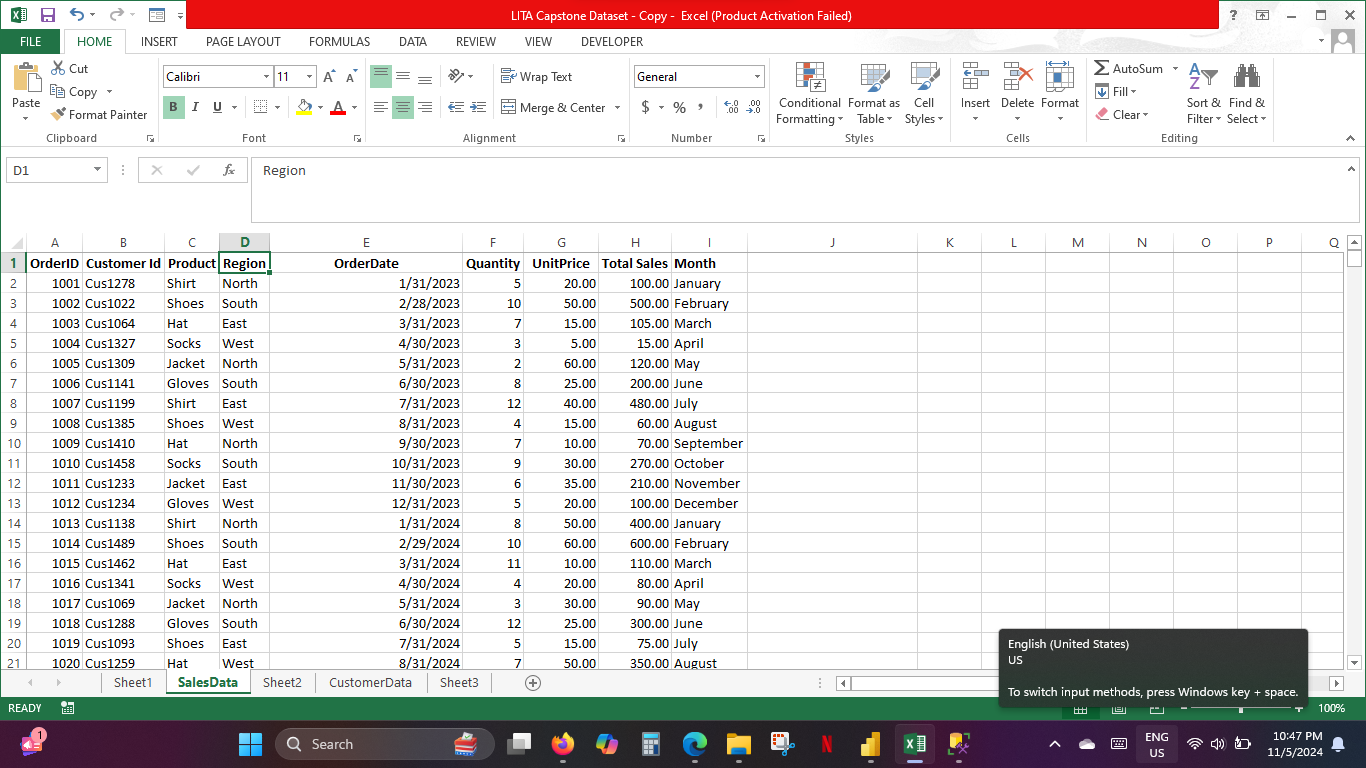 LITA Capstone Dataset - Copy - Excel (Product Activation Failed)
FILE HOME INSERT PAGE LAYOUT FORMULAS DATA REVIEW VIEW DEVELOPER
Paste
Cut
Copy
Format Painter
Clipboard
Calibri 11
B I U
Font
Wrap Text
Merge & Center
Alignment
General
$ % ,
Number
Conditional Formatting
Format as Table
Cell Styles
Styles
Insert Delete Format
Cells
AutoSum
Fill
Clear
Sort & Filter
Find & Select
Editing
D1 fx Region
A B C D E F G H I J K L M N O P Q
1 OrderID Customer Id Product Region OrderDate Quantity UnitPrice Total Sales Month
2 1001 Cus1278 Shirt North 1/31/2023 5 20.00 100.00 January
3 1002 Cus1022 Shoes South 2/28/2023 10 50.00 500.00 February
4 1003 Cus1064 Hat East 3/31/2023 7 15.00 105.00 March
5 1004 Cus1327 Socks West 4/30/2023 3 5.00 15.00 April
6 1005 Cus1309 Jacket North 5/31/2023 2 60.00 120.00 May
7 1006 Cus1141 Gloves South 6/30/2023 8 25.00 200.00 June
8 1007 Cus1199 Shirt East 7/31/2023 12 40.00 480.00 July
9 1008 Cus1385 Shoes West 8/31/2023 4 15.00 60.00 August
10 1009 Cus1410 Hat North 9/30/2023 7 10.00 70.00 September
11 1010 Cus1458 Socks South 10/31/2023 9 30.00 270.00 October
12 1011 Cus1233 Jacket East 11/30/2023 6 35.00 210.00 November
13 1012 Cus1234 Gloves West 12/31/2023 5 20.00 100.00 December
14 1013 Cus1138 Shirt North 1/31/2024 8 50.00 400.00 January
15 1014 Cus1489 Shoes South 2/29/2024 10 60.00 600.00 February
16 1015 Cus1462 Hat East 3/31/2024 11 10.00 110.00 March
17 1016 Cus1341 Socks West 4/30/2024 4 20.00 80.00 April
18 1017 Cus1069 Jacket North 5/31/2024 3 30.00 90.00 May
19 1018 Cus1288 Gloves South 6/30/2024 12 25.00 300.00 June
20 1019 Cus1093 Shoes East 7/31/2024 5 15.00 75.00 July
21 1020 Cus1259 Hat West 8/31/2024 7 50.00 350.00 August
English (United States)
US
To switch input methods, press Windows key + space.
Sheet1 SalesData Sheet2 CustomerData Sheet3
READY 100%
1 Search ENG US 10:47 PM
11/5/2024